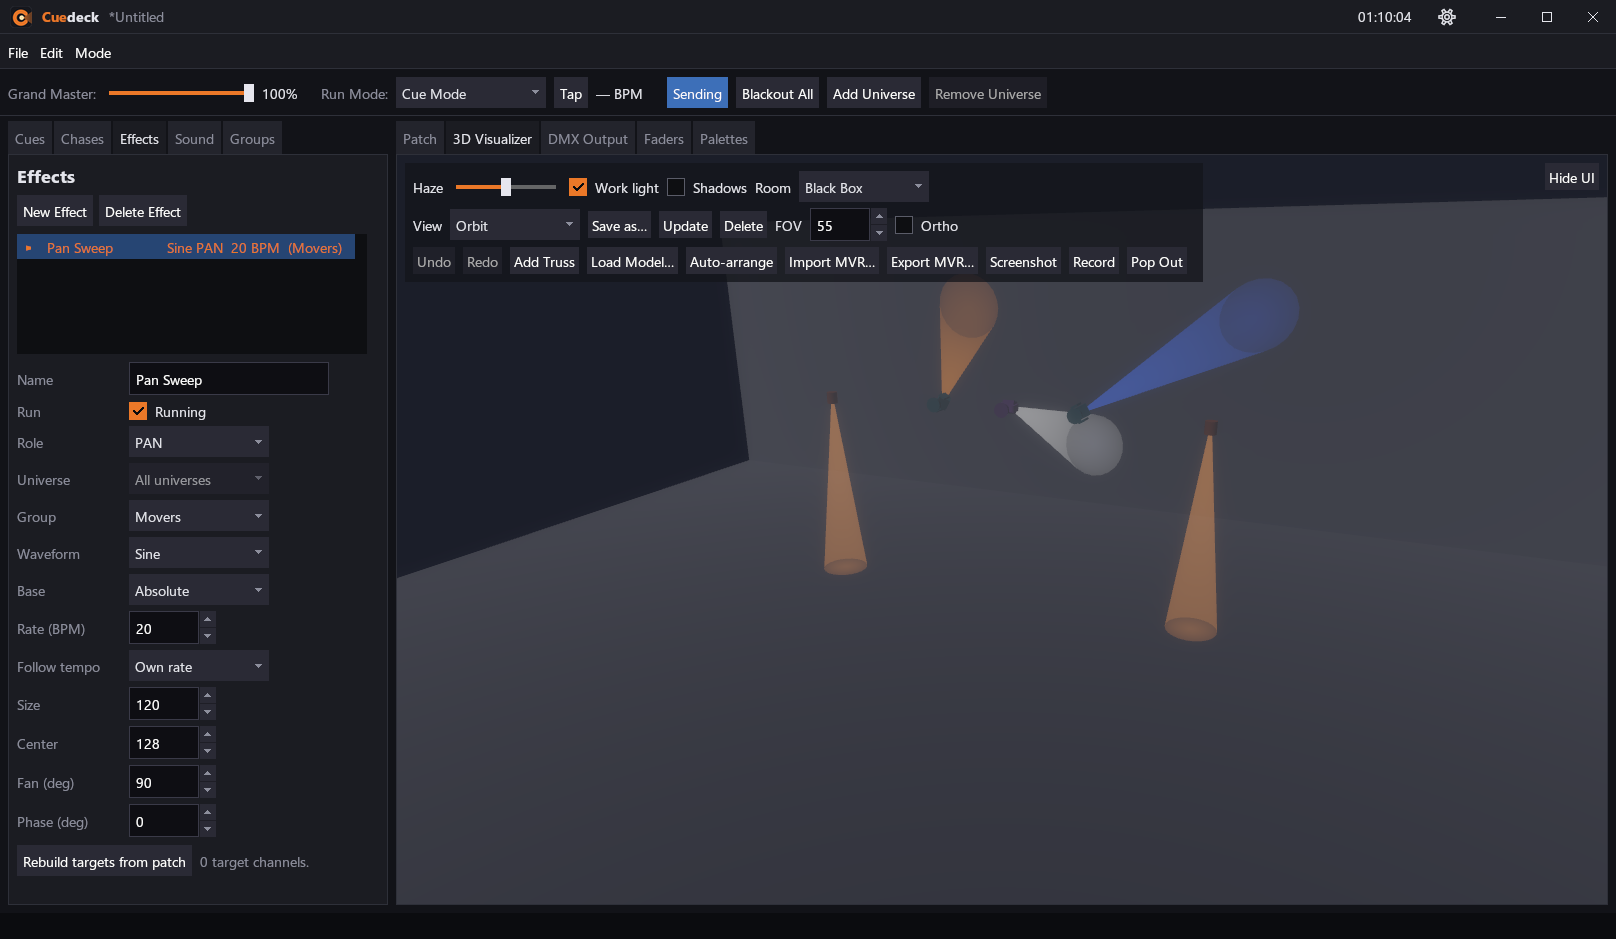 Cuedeck *Untitled 01:10:04
File Edit Mode
Grand Master: 100% Run Mode: Cue Mode Tap — BPM Sending Blackout All Add Universe Remove Universe
Cues Chases Effects Sound Groups
Patch 3D Visualizer DMX Output Faders Palettes
Effects
New Effect Delete Effect
Pan Sweep Sine PAN 20 BPM (Movers)
Name Pan Sweep
Run Running
Role PAN
Universe All universes
Group Movers
Waveform Sine
Base Absolute
Rate (BPM) 20
Follow tempo Own rate
Size 120
Center 128
Fan (deg) 90
Phase (deg) 0
Rebuild targets from patch 0 target channels.
Haze Work light Shadows Room Black Box Hide UI
View Orbit Save as... Update Delete FOV 55 Ortho
Undo Redo Add Truss Load Model... Auto-arrange Import MVR... Export MVR... Screenshot Record Pop Out